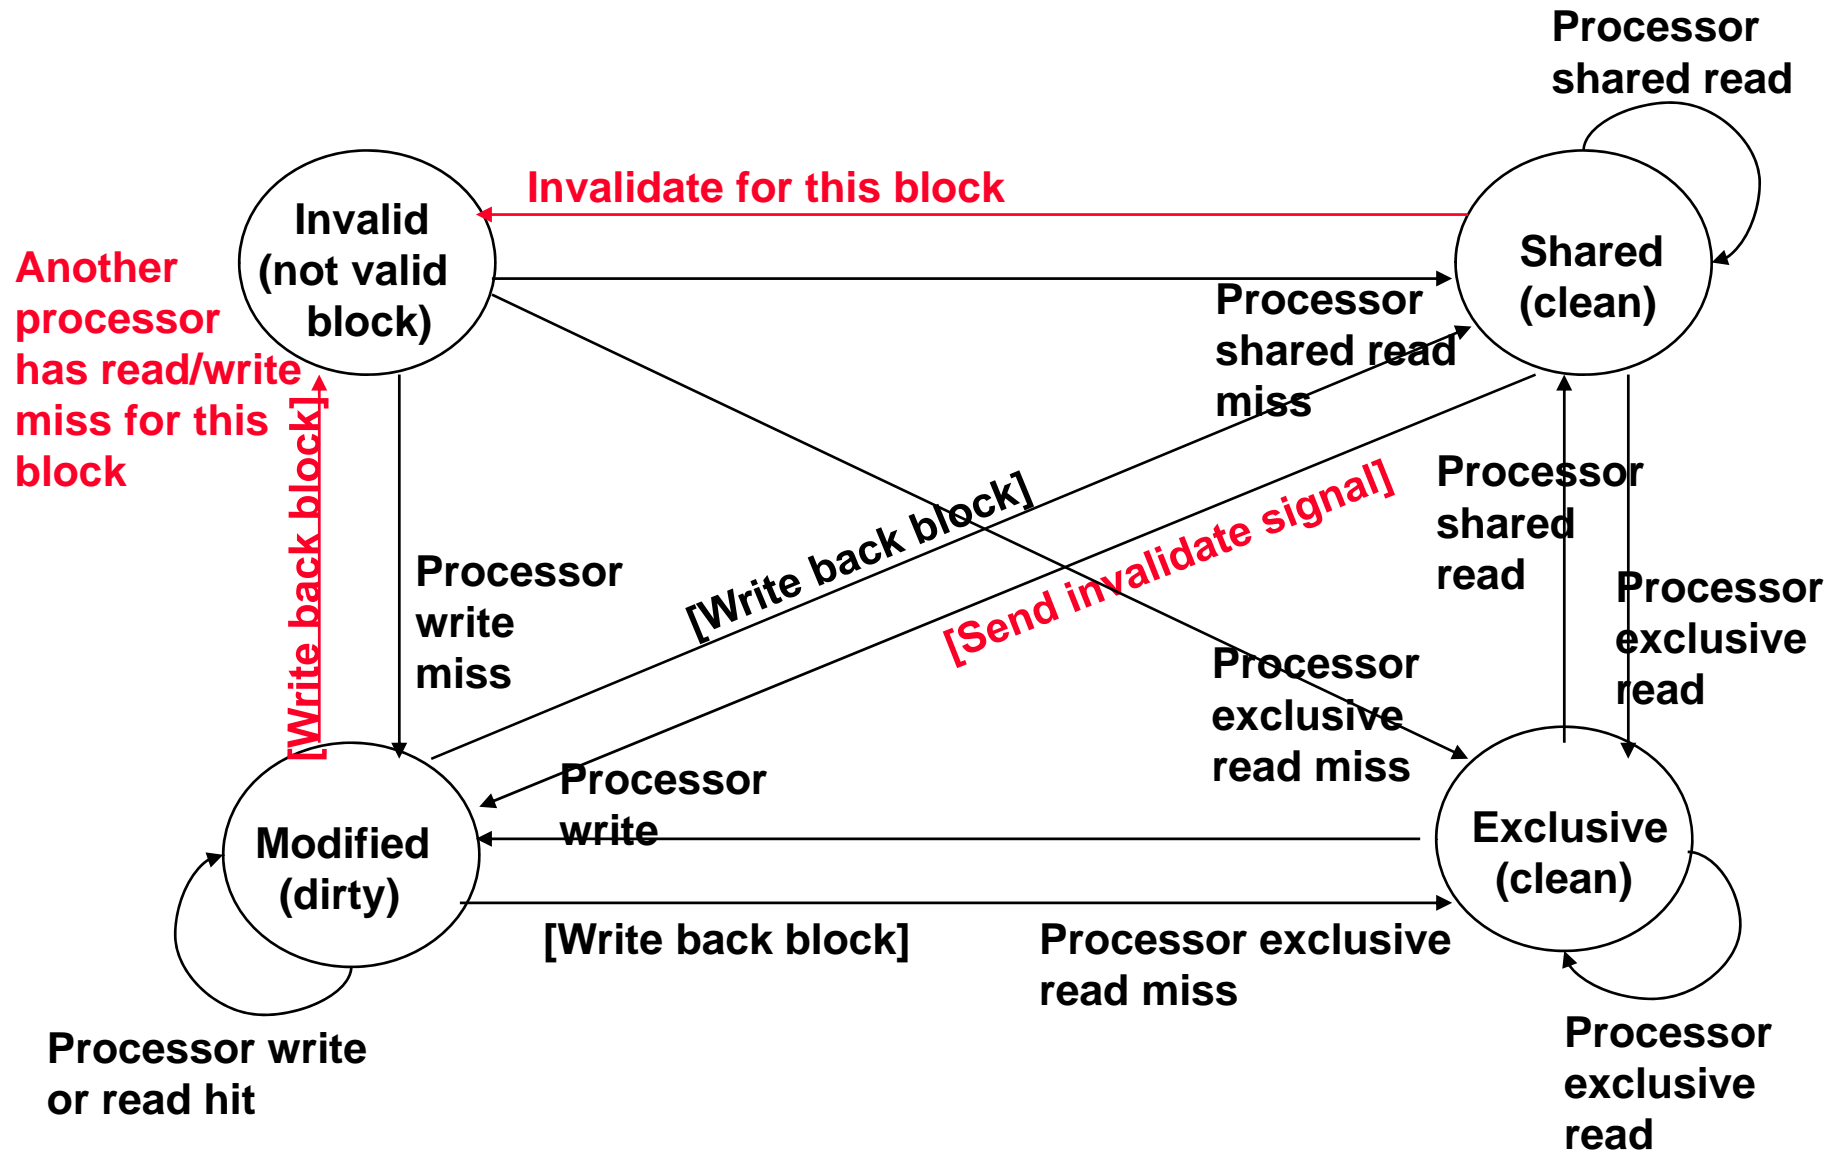 Processor
shared read
Invalidate for this block
Invalid
(not valid
block)
Shared
(clean)
Another
processor
has read/write
miss for this
block
[Write back block]
Processor
shared read
miss
[Write back block]
[Send invalidate signal]
Processor
shared
read
Processor
write
miss
Processor
exclusive
read
Processor
exclusive
read miss
Processor
write
Modified
(dirty)
Exclusive
(clean)
[Write back block]
Processor exclusive
read miss
Processor write
or read hit
Processor
exclusive
read